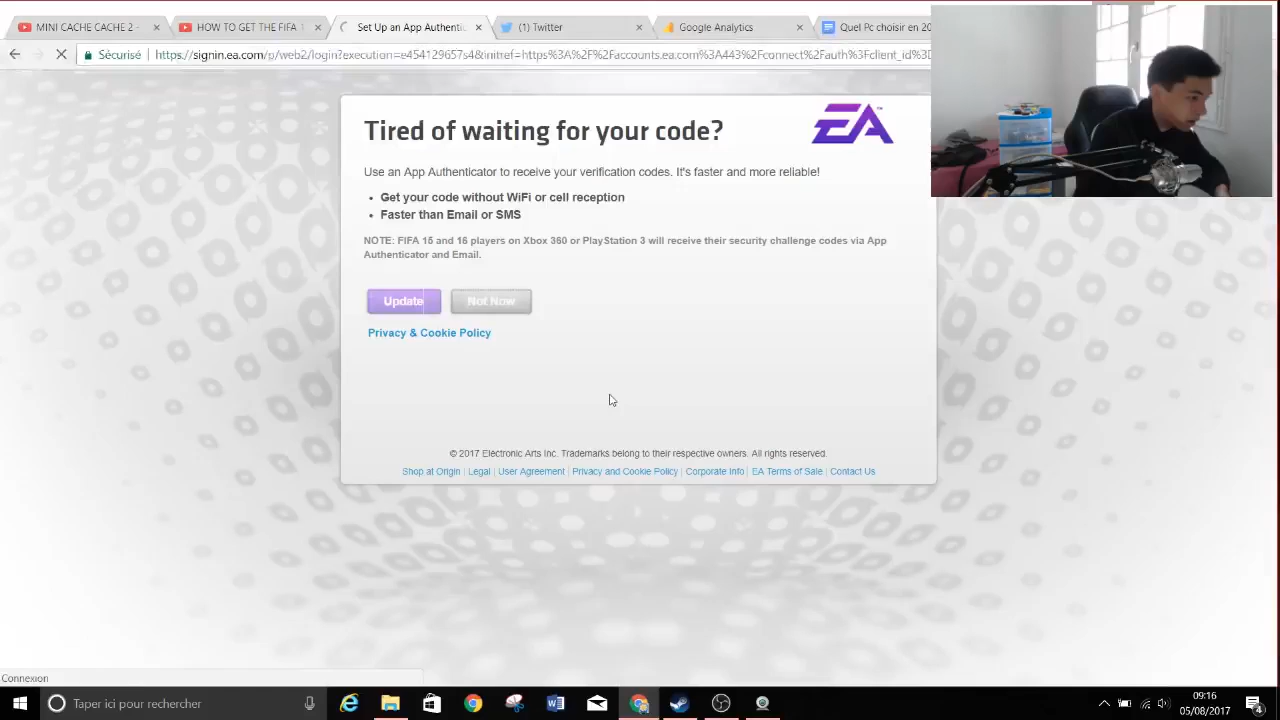 MINI CACHE CACHE 2 -
HOW TO GET THE FIFA 1
Set Up an App Authentic
(1) Twitter
Google Analytics
Quel Pc choisir en 2
Sécurisé
https://signin.ea.com/p/web2/login?execution=e454129657s4&initref=https%3A%2F%2Faccounts.ea.com%3A443%2Fconnect%2Fauth%3Fclient_id%
Tired of waiting for your code?
EA
Use an App Authenticator to receive your verification codes. It's faster and more reliable!
• Get your code without WiFi or cell reception
• Faster than Email or SMS
NOTE: FIFA 15 and 16 players on Xbox 360 or PlayStation 3 will receive their security challenge codes via App
Authenticator and Email.
Update
Not Now
Privacy & Cookie Policy
© 2017 Electronic Arts Inc. Trademarks belong to their respective owners. All rights reserved.
Shop at Origin | Legal | User Agreement | Privacy and Cookie Policy | Corporate Info | EA Terms of Sale | Contact Us
Connexion
Taper ici pour rechercher
09:16
05/08/2017
4